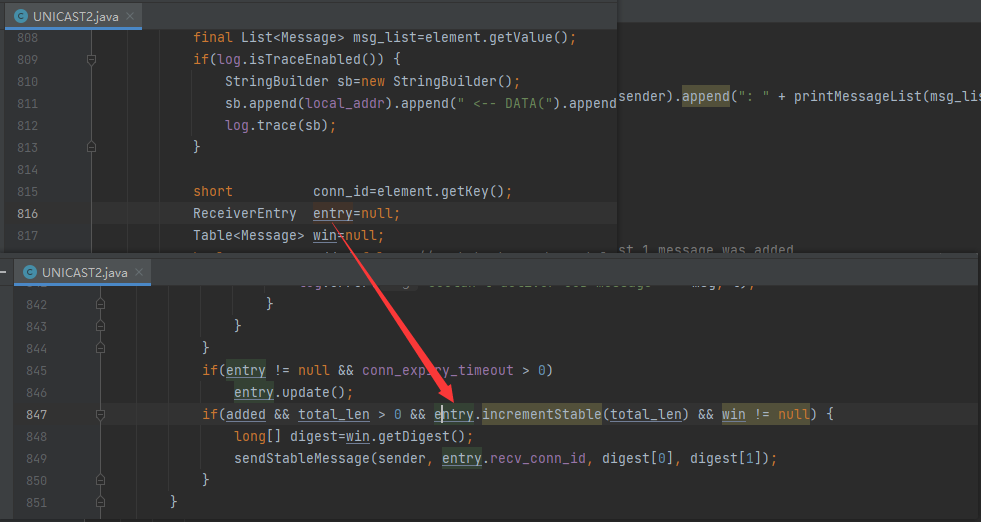 UNICAST2.java
808 final List<Message> msg_list=element.getValue();
809 if(log.isTraceEnabled()) {
810 StringBuilder sb=new StringBuilder();
811 sb.append(local_addr).append(" <-- DATA(").append sender).append(": " + printMessageList(msg_lis
812 log.trace(sb);
813 }
814
815 short conn_id=element.getKey();
816 ReceiverEntry entry=null;
817 Table<Message> win=null;
1 message was added
UNICAST2.java
842 }
843 }
844 }
845 if(entry != null && conn_expiry_timeout > 0)
846 entry.update();
847 if(added && total_len > 0 && entry.incrementStable(total_len) && win != null) {
848 long[] digest=win.getDigest();
849 sendStableMessage(sender, entry.recv_conn_id, digest[0], digest[1]);
850 }
851 }